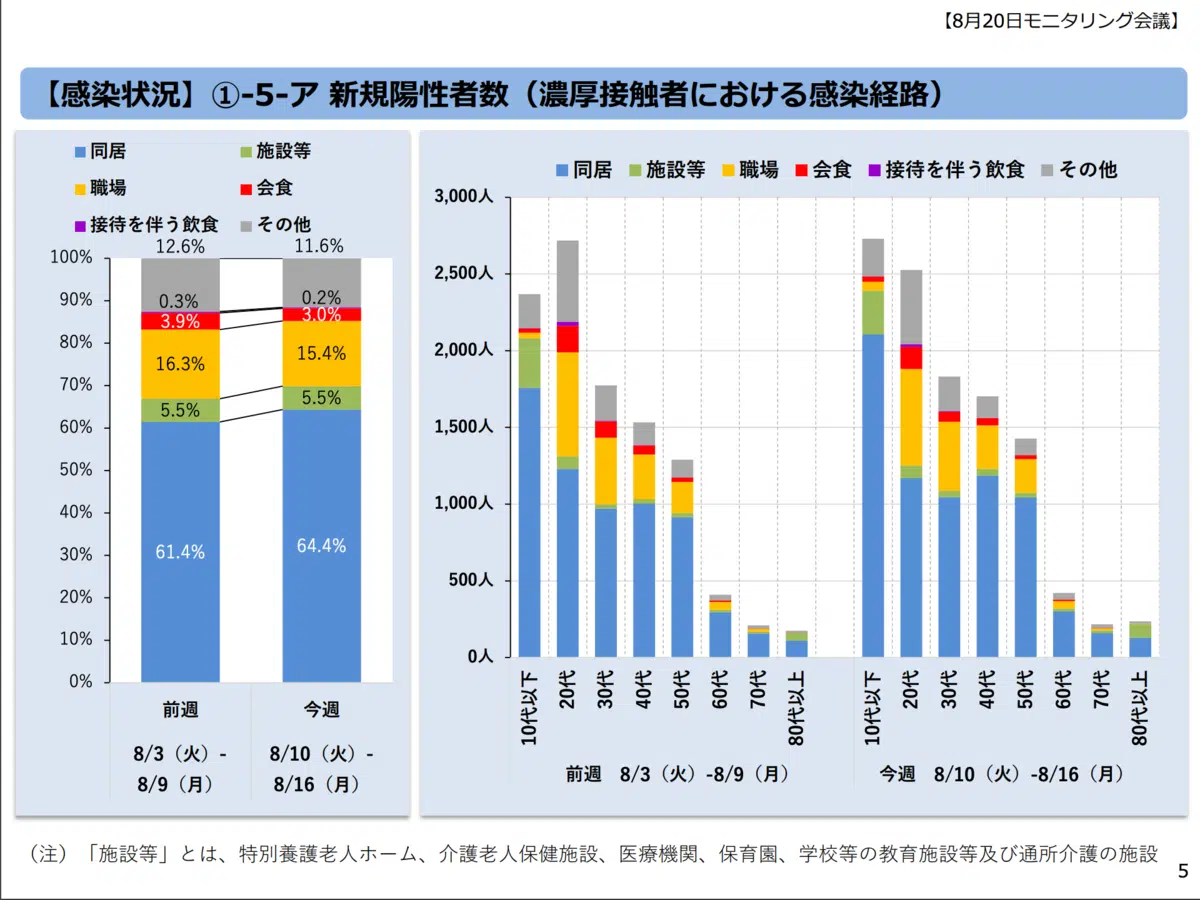 【8月20日モニタリング会議】
【感染状況】①-5-ア 新規陽性者数（濃厚接触者における感染経路）
同居 施設等
職場 会食
接待を伴う飲食 その他
12.6% 11.6%
100%
90%
80%
70%
60%
50%
40%
30%
20%
10%
0%
0.3% 0.2%
3.9% 3.0%
16.3% 15.4%
5.5% 5.5%
61.4% 64.4%
前週 今週
8/3（火）- 8/10（火）-
8/9（月） 8/16（月）
同居 施設等 職場 会食 接待を伴う飲食 その他
3,000人
2,500人
2,000人
1,500人
1,000人
500人
0人
10代以下 20代 30代 40代 50代 60代 70代 80代以上 10代以下 20代 30代 40代 50代 60代 70代 80代以上
前週 8/3（火）-8/9（月） 今週 8/10（火）-8/16（月）
（注）「施設等」とは、特別養護老人ホーム、介護老人保健施設、医療機関、保育園、学校等の教育施設等及び通所介護の施設
5